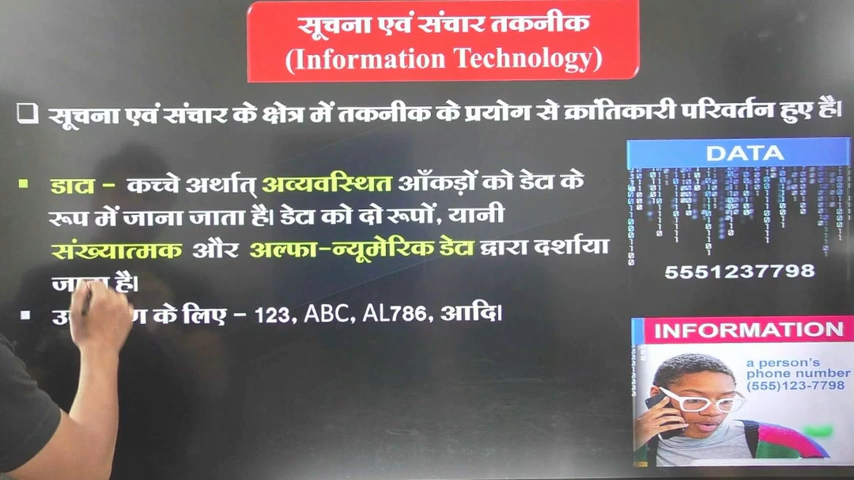 सूचना एवं संचार तकनीक
(Information Technology)
❑ सूचना एवं संचार के क्षेत्र में तकनीक के प्रयोग से क्रांतिकारी परिवर्तन हुए है।
▪ डाटा – कच्चे अर्थात् अव्यवस्थित आँकड़ों को डेटा के
रूप में जाना जाता है। डेटा को दो रूपों, यानी
संख्यात्मक और अल्फा-न्यूमेरिक डेटा द्वारा दर्शाया
है।
▪ के लिए – 123, ABC, AL786, आदि।
DATA
5551237798
INFORMATION
a person's
phone number
(555)123-7798